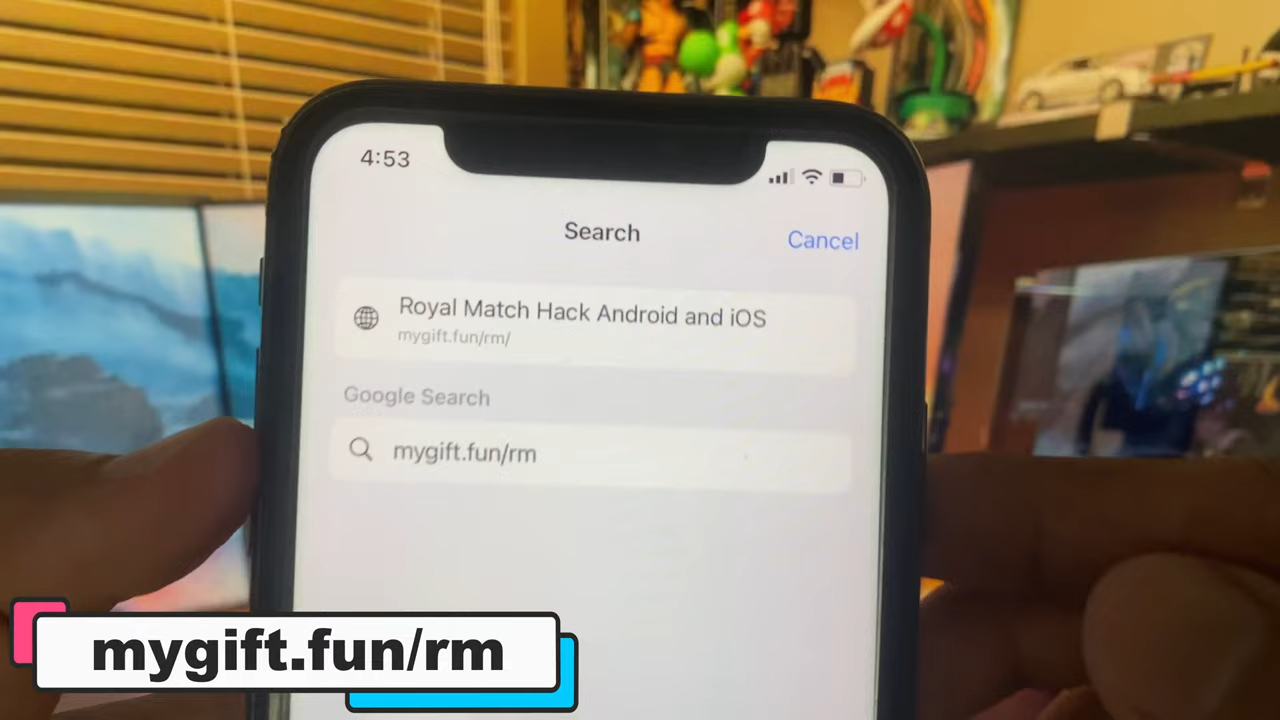 4:53
Search
Cancel
Royal Match Hack Android and iOS
mygift.fun/rm/
Google Search
mygift.fun/rm
mygift.fun/rm